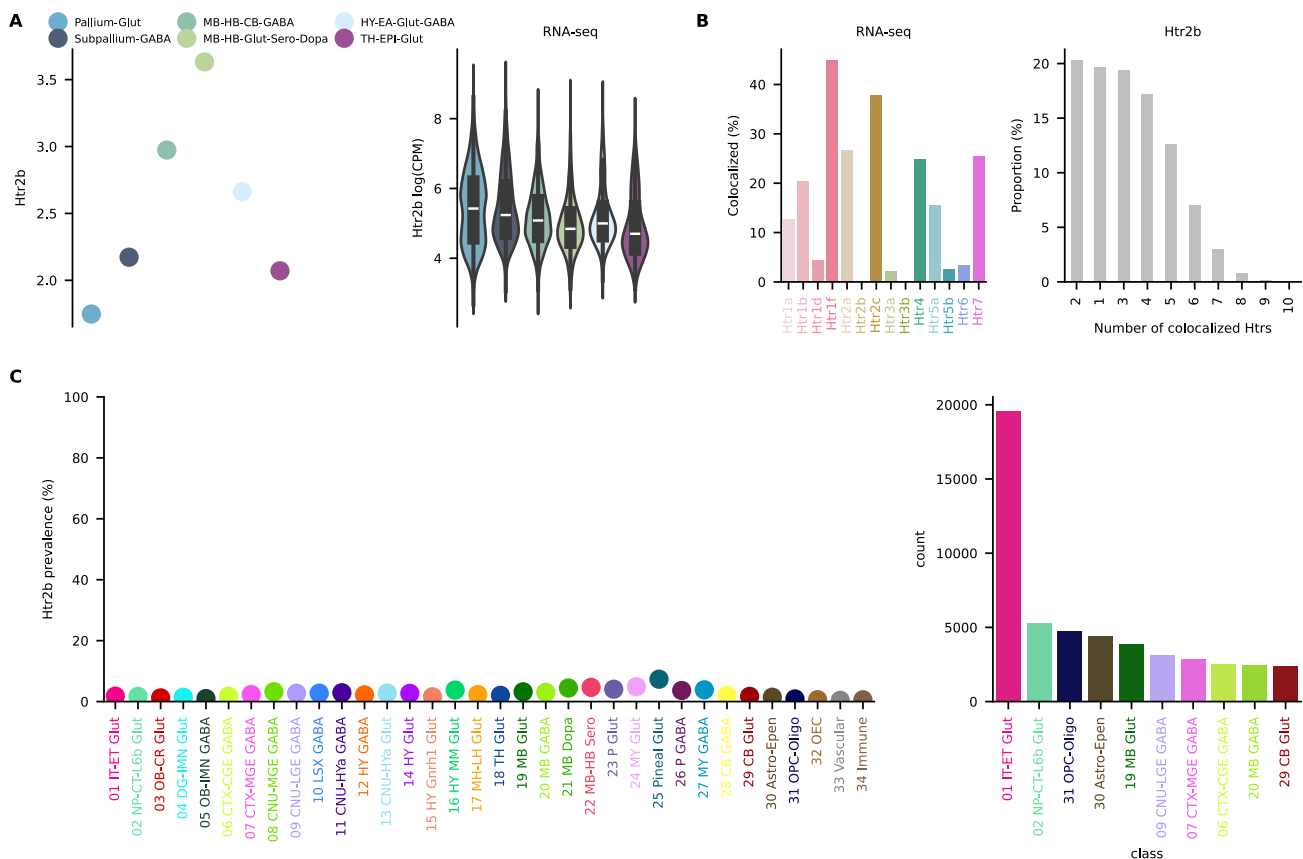 A
Pallium-Glut
MB-HB-CB-GABA
HY-EA-Glut-GABA
Subpallium-GABA
MB-HB-Glut-Sero-Dopa
TH-EPI-Glut
Htr2b
3.5
3.0
2.5
2.0
RNA-seq
Htr2b log(CPM)
8
6
4
B
RNA-seq
Colocalized (%)
40
30
20
10
0
Htr1a
Htr1b
Htr1d
Htr1f
Htr2a
Htr2b
Htr2c
Htr3a
Htr3b
Htr4
Htr5a
Htr5b
Htr6
Htr7
Htr2b
Proportion (%)
20
15
10
5
0
2
1
3
4
5
6
7
8
9
10
Number of colocalized Htrs
C
Htr2b prevalence (%)
100
80
60
40
20
0
01 IT-ET Glut
02 NP-CT-L6b Glut
03 OB-CR Glut
04 DG-IMN Glut
05 OB-IMN GABA
06 CTX-CGE GABA
07 CTX-MGE GABA
08 CNU-MGE GABA
09 CNU-LGE GABA
10 LSX GABA
11 CNU-HYa GABA
12 HY GABA
13 CNU-HYa Glut
14 HY Glut
15 HY Gnrh1 Glut
16 HY MM Glut
17 MH-LH Glut
18 TH Glut
19 MB Glut
20 MB GABA
21 MB Dopa
22 MB-HB Sero
23 P Glut
24 MY Glut
25 Pineal Glut
26 P GABA
27 MY GABA
28 CB GABA
29 CB Glut
30 Astro-Epen
31 OPC-Oligo
32 OEC
33 Vascular
34 Immune
count
20000
15000
10000
5000
0
01 IT-ET Glut
02 NP-CT-L6b Glut
31 OPC-Oligo
30 Astro-Epen
19 MB Glut
09 CNU-LGE GABA
07 CTX-MGE GABA
06 CTX-CGE GABA
20 MB GABA
29 CB Glut
class